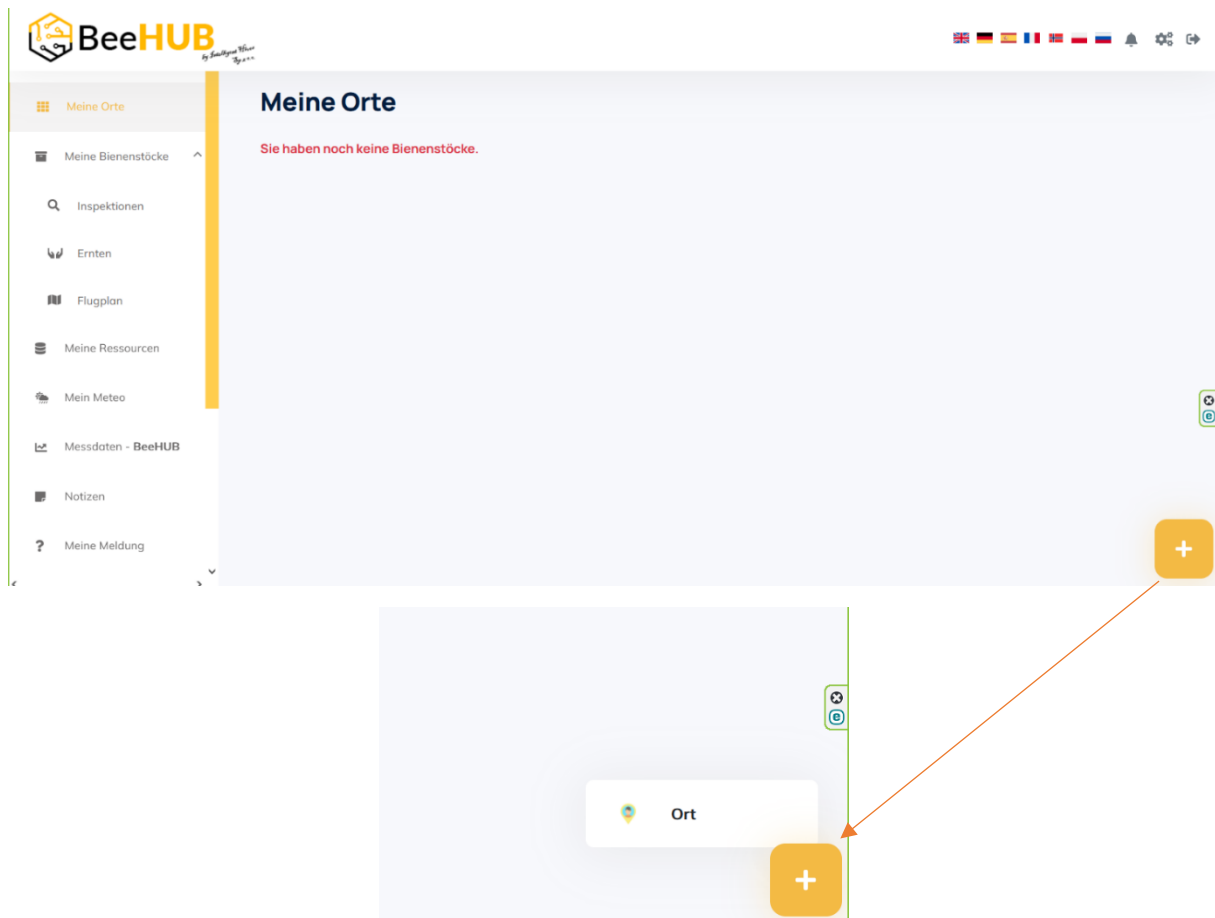 BeeHUB
Meine Orte
Meine Bienenstöcke
Inspektionen
Ernten
Flugplan
Meine Ressourcen
Mein Meteo
Messdaten - BeeHUB
Notizen
Meine Meldung
Meine Orte
Sie haben noch keine Bienenstöcke.
Ort